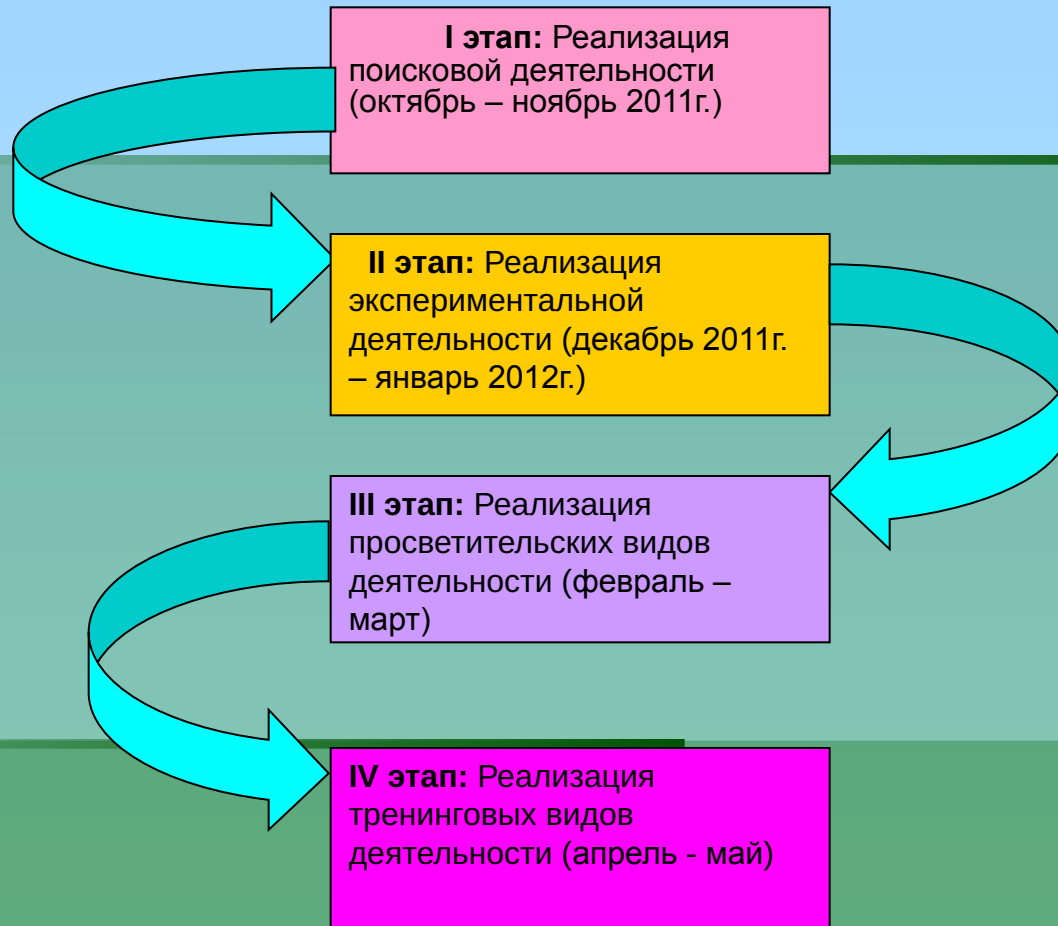 I этап: Реализация
поисковой деятельности
(октябрь – ноябрь 2011г.)
II этап: Реализация
экспериментальной
деятельности (декабрь 2011г.
– январь 2012г.)
III этап: Реализация
просветительских видов
деятельности (февраль –
март)
IV этап: Реализация
тренинговых видов
деятельности (апрель - май)